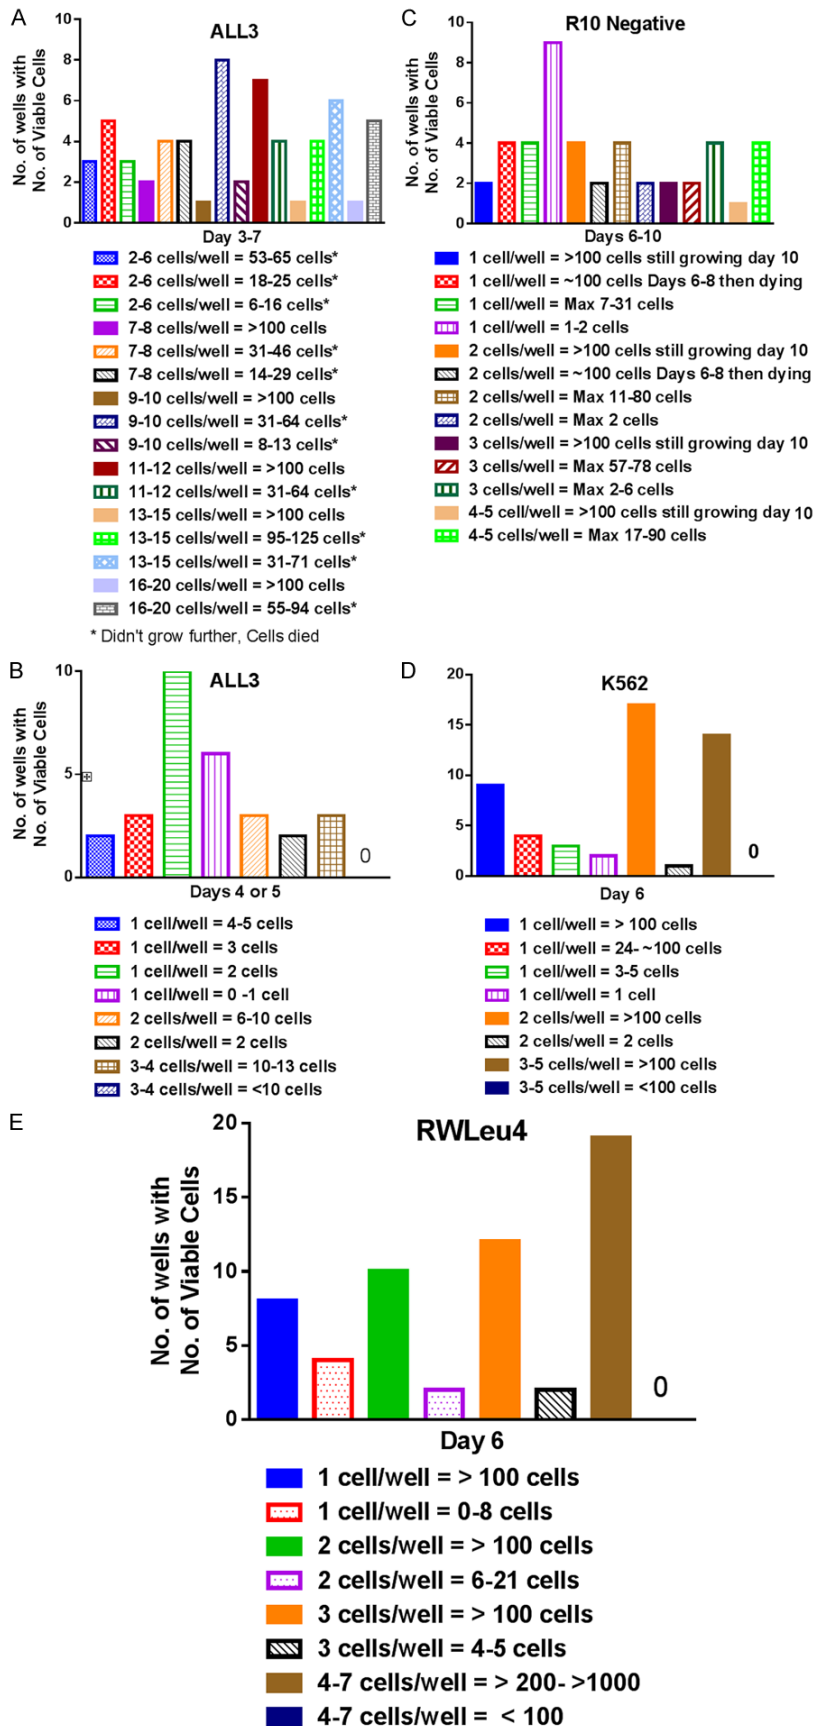 A
ALL3
No. of wells with
No. of Viable Cells
10
8
6
4
2
0
Day 3-7
2-6 cells/well = 53-65 cells*
2-6 cells/well = 18-25 cells*
2-6 cells/well = 6-16 cells*
7-8 cells/well = >100 cells
7-8 cells/well = 31-46 cells*
7-8 cells/well = 14-29 cells*
9-10 cells/well = >100 cells
9-10 cells/well = 31-64 cells*
9-10 cells/well = 8-13 cells*
11-12 cells/well = >100 cells
11-12 cells/well = 31-64 cells*
13-15 cells/well = >100 cells
13-15 cells/well = 95-125 cells*
13-15 cells/well = 31-71 cells*
16-20 cells/well = >100 cells
16-20 cells/well = 55-94 cells*
* Didn't grow further, Cells died
C
R10 Negative
No. of wells with
No. of Viable Cells
10
8
6
4
2
0
Days 6-10
1 cell/well = >100 cells still growing day 10
1 cell/well = ~100 cells Days 6-8 then dying
1 cell/well = Max 7-31 cells
1 cell/well = 1-2 cells
2 cells/well = >100 cells still growing day 10
2 cells/well = ~100 cells Days 6-8 then dying
2 cells/well = Max 11-80 cells
2 cells/well = Max 2 cells
3 cells/well = >100 cells still growing day 10
3 cells/well = Max 57-78 cells
3 cells/well = Max 2-6 cells
4-5 cell/well = >100 cells still growing day 10
4-5 cells/well = Max 17-90 cells
B
ALL3
No. of wells with
No. of Viable Cells
10
5
0
0
Days 4 or 5
1 cell/well = 4-5 cells
1 cell/well = 3 cells
1 cell/well = 2 cells
1 cell/well = 0 -1 cell
2 cells/well = 6-10 cells
2 cells/well = 2 cells
3-4 cells/well = 10-13 cells
3-4 cells/well = <10 cells
D
K562
No. of wells with
No. of Viable Cells
20
15
10
5
0
0
Day 6
1 cell/well = > 100 cells
1 cell/well = 24- ~100 cells
1 cell/well = 3-5 cells
1 cell/well = 1 cell
2 cells/well = >100 cells
2 cells/well = 2 cells
3-5 cells/well = >100 cells
3-5 cells/well = <100 cells
E
RWLeu4
No. of wells with
No. of Viable Cells
20
15
10
5
0
0
Day 6
1 cell/well = > 100 cells
1 cell/well = 0-8 cells
2 cells/well = > 100 cells
2 cells/well = 6-21 cells
3 cells/well = > 100 cells
3 cells/well = 4-5 cells
4-7 cells/well = > 200- >1000
4-7 cells/well = < 100